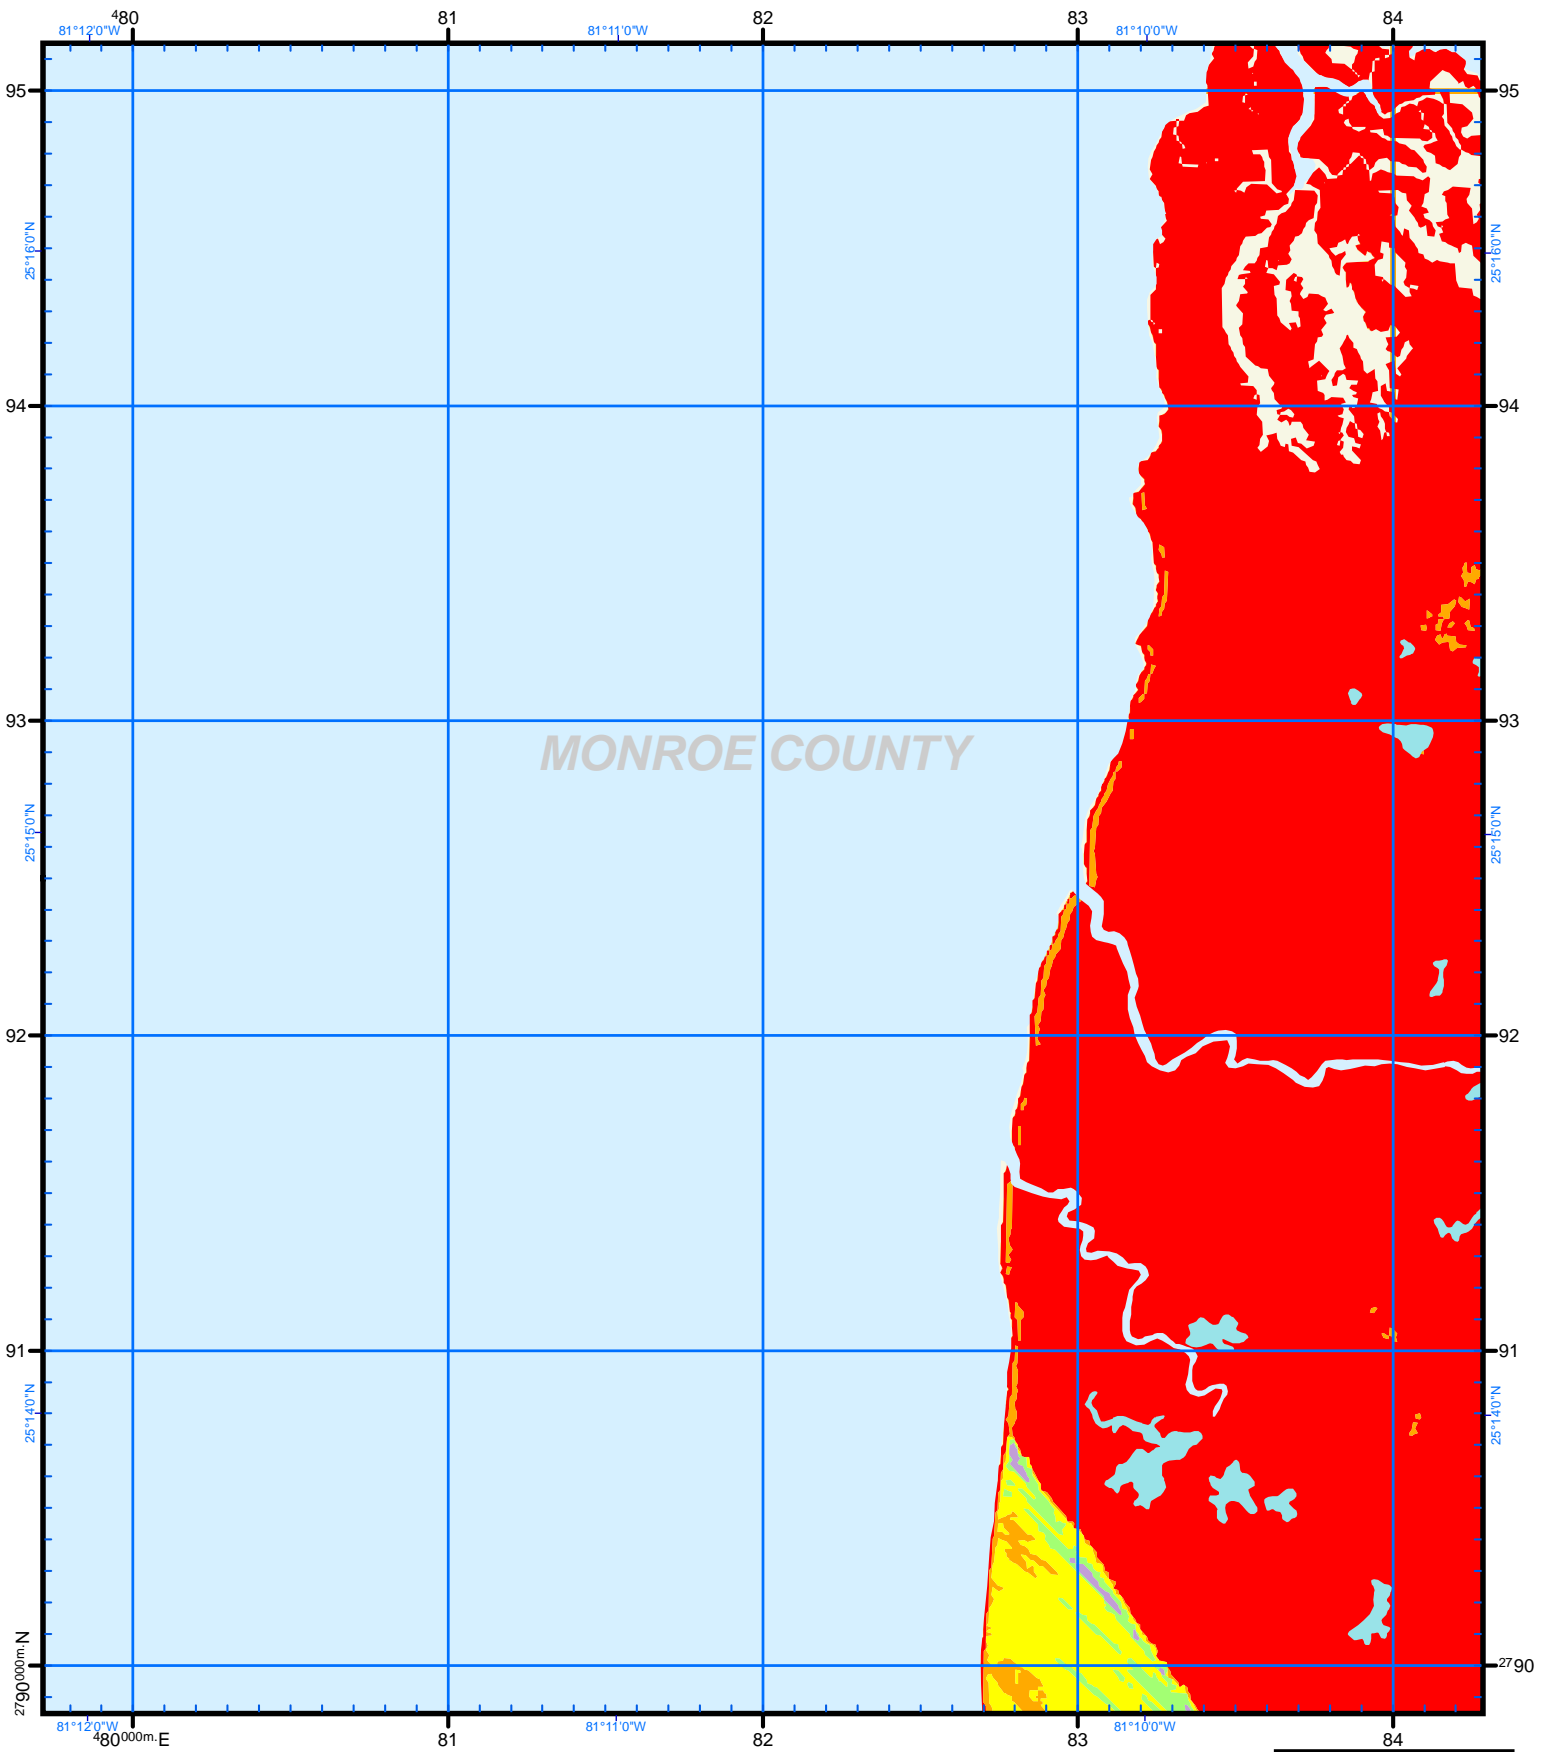 480 81 82 83 84
81°12'0"W 81°11'0"W 81°10'0"W
95 95
25°16'0"N 25°16'0"N
94 94
93 93
MONROE COUNTY
25°15'0"N 25°15'0"N
92 92
91 91
25°14'0"N 25°14'0"N
2790000m.N 2790
81°12'0"W 81°11'0"W 81°10'0"W
480000m.E 81 82 83 84